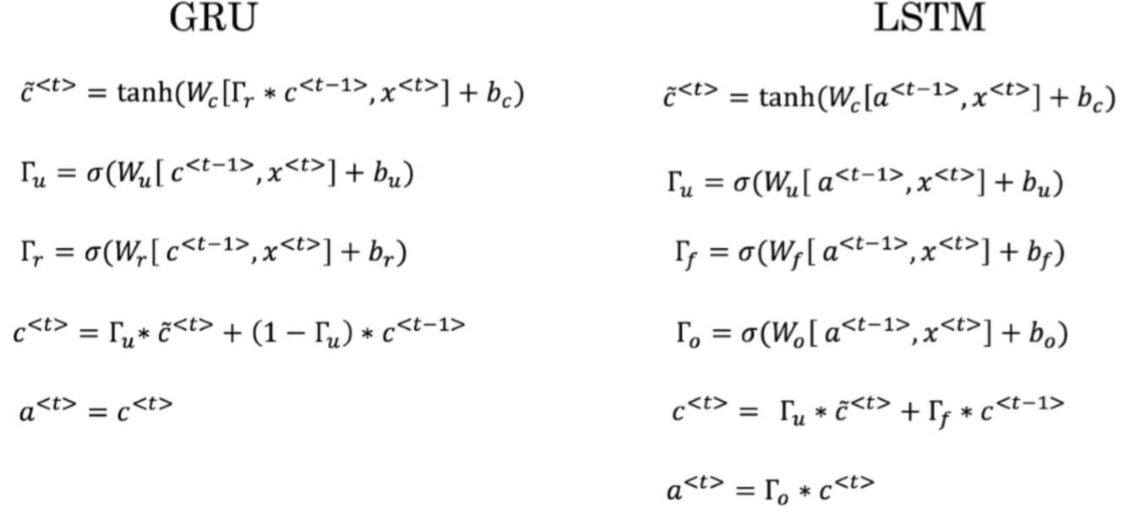 GRU
c̃^{<t>} = tanh(W_c[Γ_r * c^{<t−1>}, x^{<t>}] + b_c)
Γ_u = σ(W_u[ c^{<t−1>}, x^{<t>}] + b_u)
Γ_r = σ(W_r[ c^{<t−1>}, x^{<t>}] + b_r)
c^{<t>} = Γ_u * c̃^{<t>} + (1 − Γ_u) * c^{<t−1>}
a^{<t>} = c^{<t>}
LSTM
c̃^{<t>} = tanh(W_c[a^{<t−1>}, x^{<t>}] + b_c)
Γ_u = σ(W_u[ a^{<t−1>}, x^{<t>}] + b_u)
Γ_f = σ(W_f[ a^{<t−1>}, x^{<t>}] + b_f)
Γ_o = σ(W_o[ a^{<t−1>}, x^{<t>}] + b_o)
c^{<t>} = Γ_u * c̃^{<t>} + Γ_f * c^{<t−1>}
a^{<t>} = Γ_o * c^{<t>}